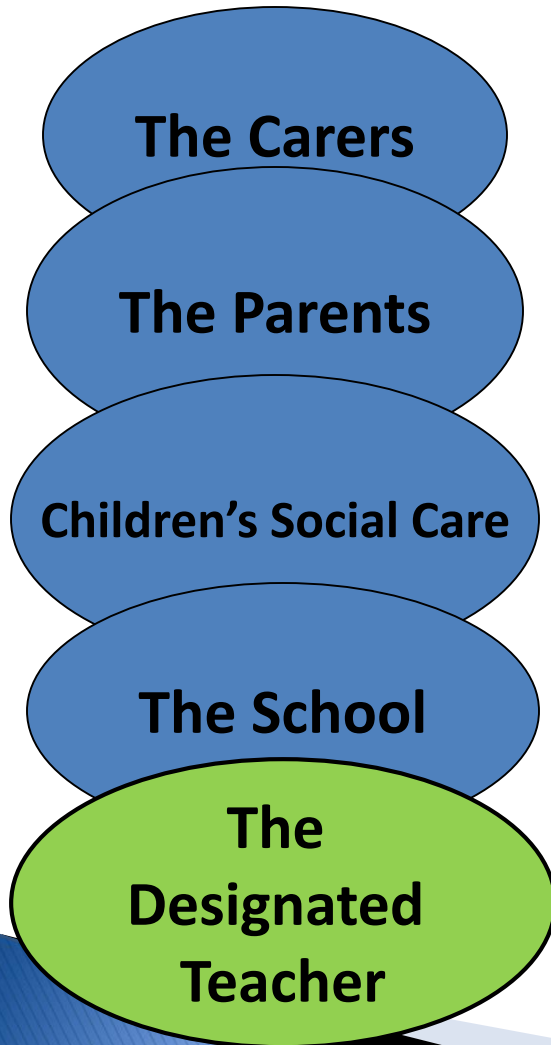 The Carers
The Parents
Children’s Social Care
The School
The
Designated
Teacher